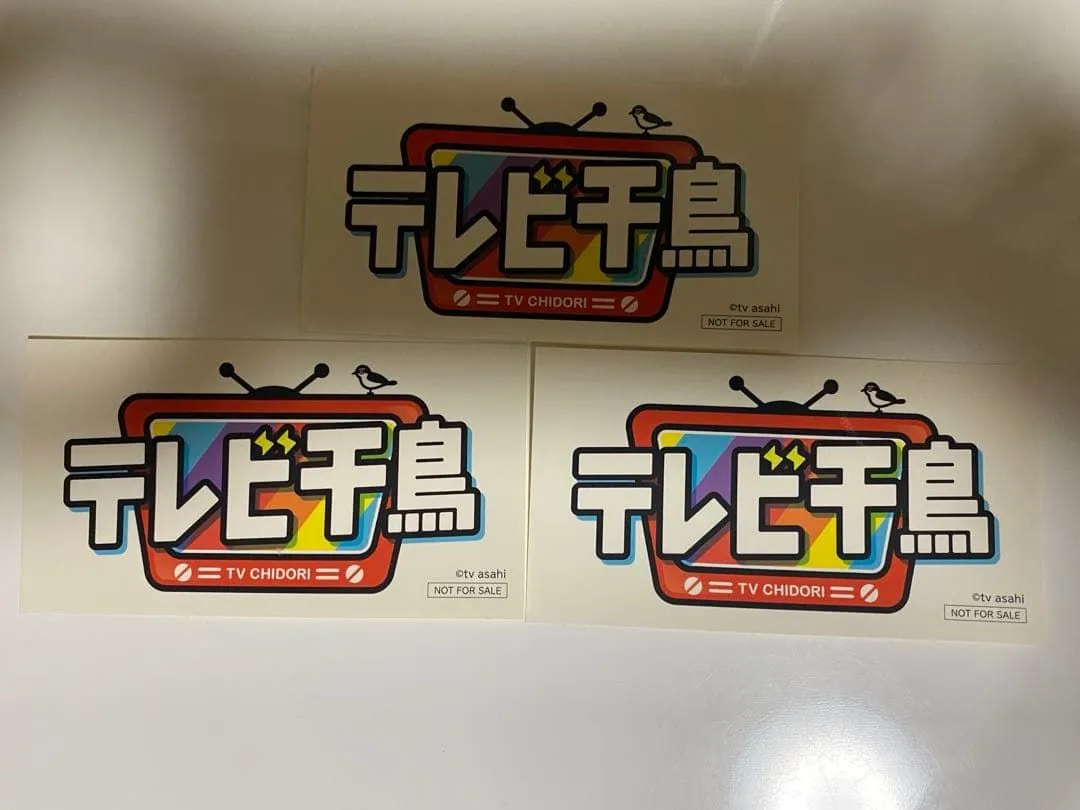 テレビ千鳥
TV CHIDORI
©tv asahi
NOT FOR SALE
テレビ千鳥
TV CHIDORI
©tv asahi
NOT FOR SALE
テレビ千鳥
TV CHIDORI
©tv asahi
NOT FOR SALE